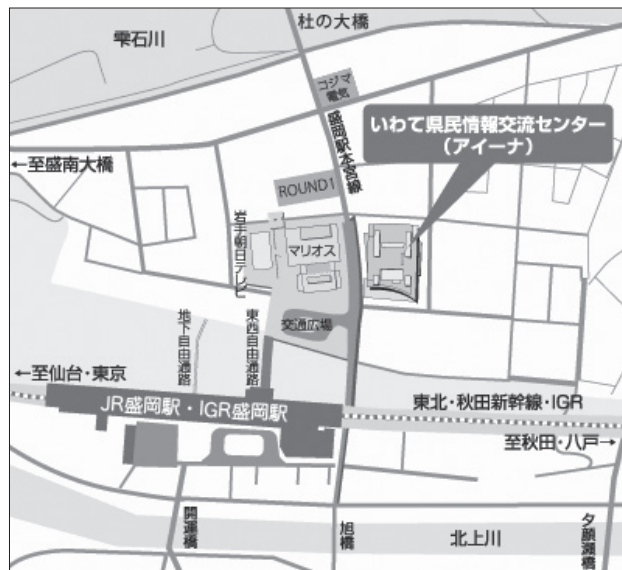 杜の大橋
雫石川
コジマ
電気
盛岡駅本宮線
いわて県民情報交流センター
(アイーナ)
←至盛南大橋
ROUND1
岩手朝日テレビ
マリオス
交通広場
地下自由通路
東西自由通路
←至仙台・東京
JR盛岡駅・IGR盛岡駅
東北・秋田新幹線・IGR
至秋田・八戸→
開運橋
旭橋
北上川
夕顔瀬橋